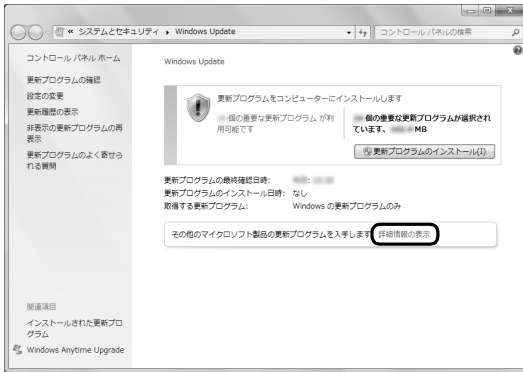 « システムとセキュリティ ▸ Windows Update
コントロール パネルの検索
コントロール パネル ホーム
更新プログラムの確認
設定の変更
更新履歴の表示
非表示の更新プログラムの再
表示
更新プログラムのよく寄せら
れる質問
関連項目
インストールされた更新プロ
グラム
Windows Anytime Upgrade
Windows Update
更新プログラムをコンピューターにインストールします
個の重要な更新プログラム が利
用可能です
個の重要な更新プログラムが選択され
ています、 MB
更新プログラムのインストール(I)
更新プログラムの最終確認日時:
更新プログラムのインストール日時: なし
取得する更新プログラム: Windows の更新プログラムのみ
その他のマイクロソフト製品の更新プログラムを入手します 詳細情報の表示